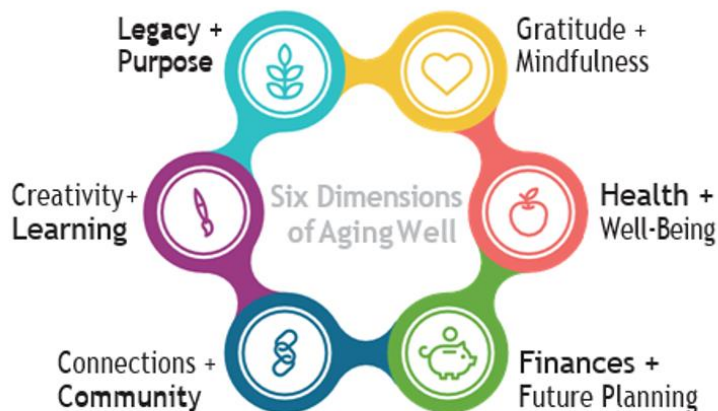 Legacy +
Purpose
Gratitude +
Mindfulness
Creativity+
Learning
Six Dimensions
of Aging Well
Health +
Well-Being
Connections +
Community
Finances +
Future Planning